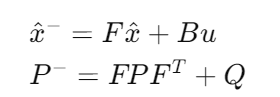 x̂⁻ = Fx̂ + Bu
P⁻ = FPFᵀ + Q